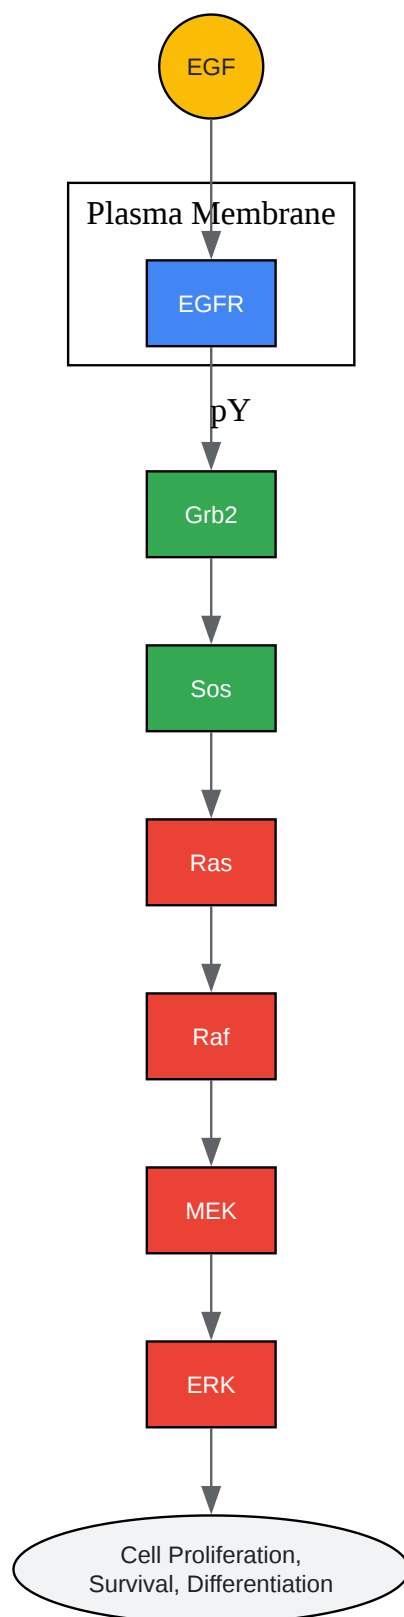 EGF
Plasma Membrane
EGFR
pY
Grb2
Sos
Ras
Raf
MEK
ERK
Cell Proliferation,
Survival, Differentiation